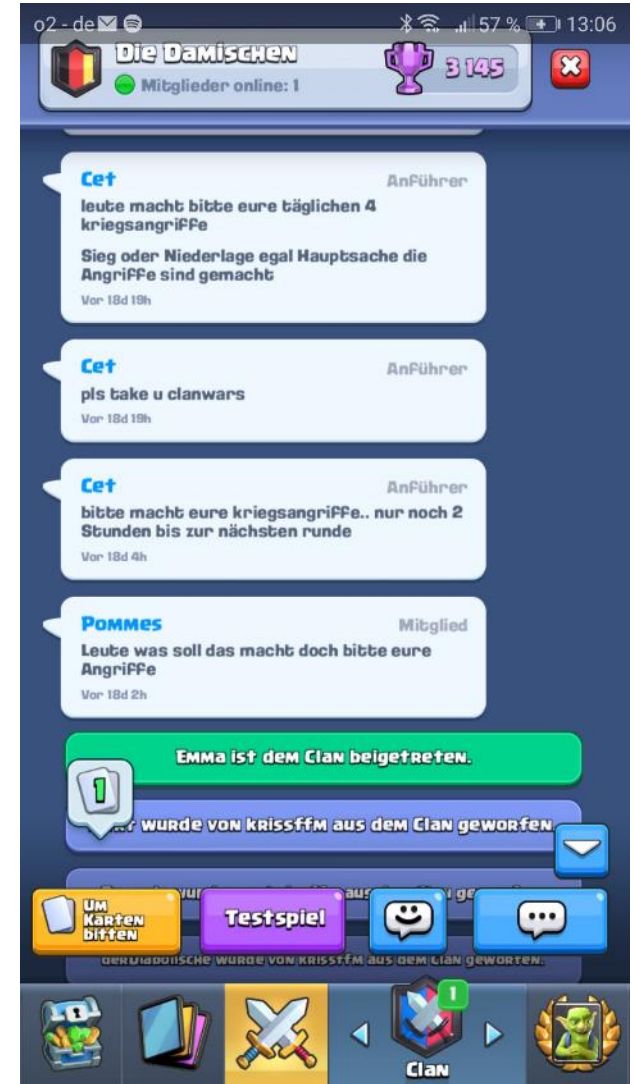 o2 - de 57 % 13:06
Die Damischen
Mitglieder online: 1
3 145
Cet Anführer
leute macht bitte eure täglichen 4
kriegsangriffe
Sieg oder Niederlage egal Hauptsache die
Angriffe sind gemacht
Vor 18d 19h
Cet Anführer
pls take u clanwars
Vor 18d 19h
Cet Anführer
bitte macht eure kriegsangriffe.. nur noch 2
Stunden bis zur nächsten runde
Vor 18d 4h
Pommes Mitglied
Leute was soll das macht doch bitte eure
Angriffe
Vor 18d 2h
Emma ist dem Clan beigetreten.
1
wurde von krissffm aus dem Clan geworfen.
Um
Karten
bitten
Testspiel
derDiabolische wurde von krissffm aus dem Clan geworfen.
1
Clan